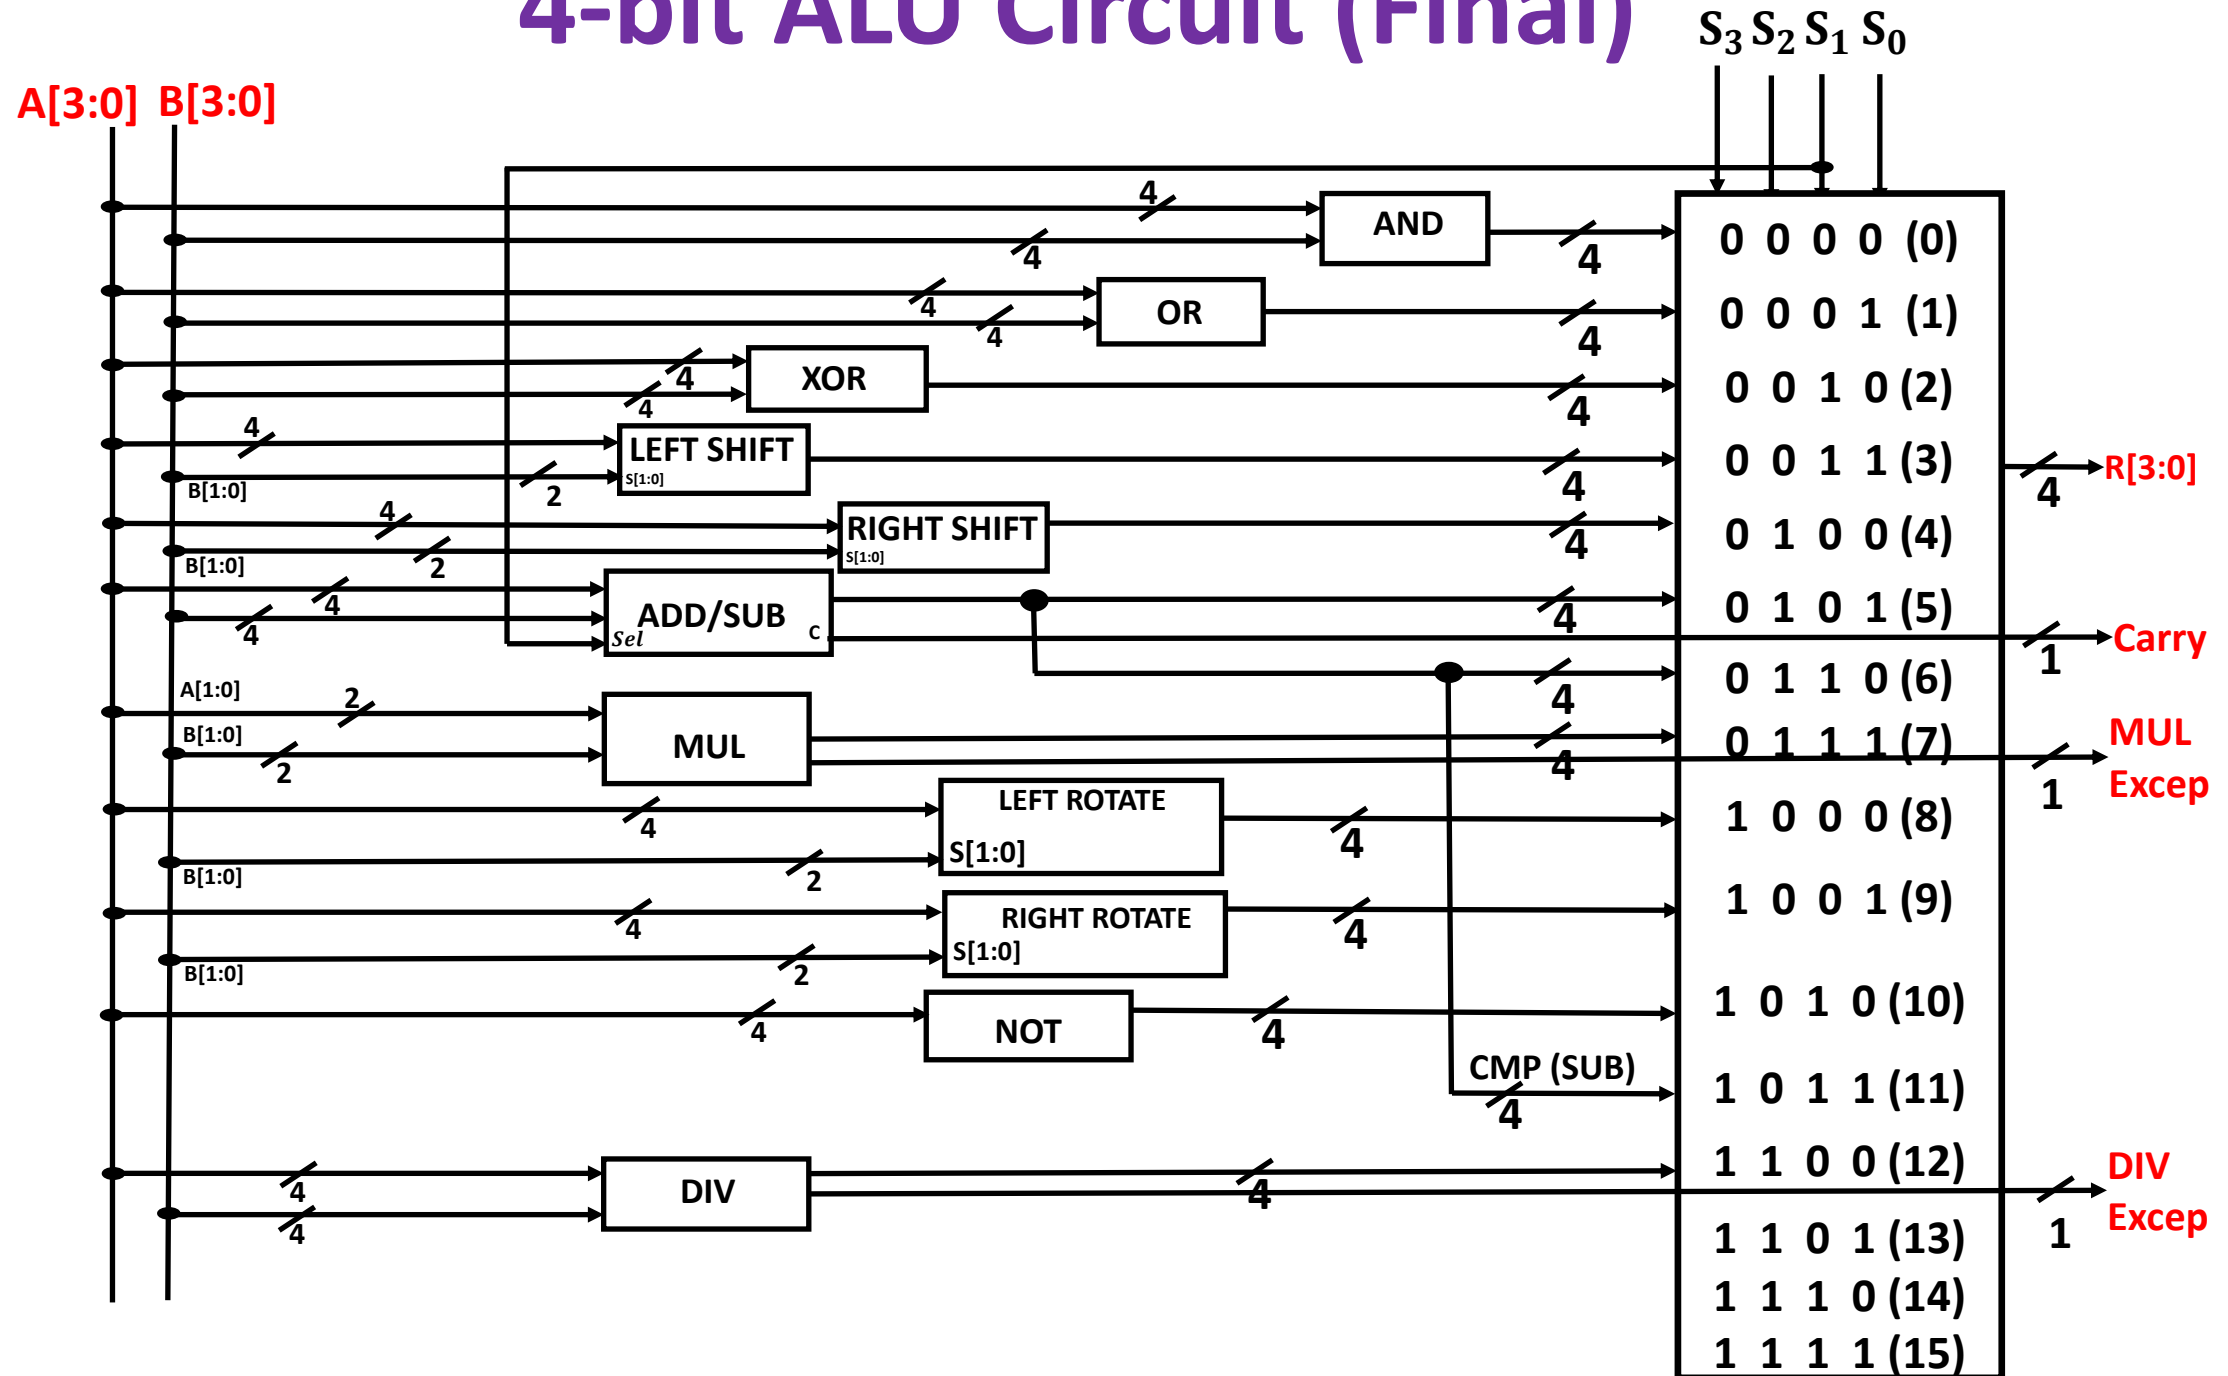 4-bit ALU Circuit (Final)
S3 S2 S1 S0
A[3:0] B[3:0]
4
4
AND
4
0 0 0 0 (0)
4
4
OR
4
0 0 0 1 (1)
4
4
XOR
4
0 0 1 0 (2)
4
B[1:0]
2
LEFT SHIFT
S[1:0]
4
0 0 1 1 (3)
4
R[3:0]
4
B[1:0]
2
RIGHT SHIFT
S[1:0]
4
0 1 0 0 (4)
4
4
ADD/SUB
Sel
C
4
0 1 0 1 (5)
1
Carry
4
0 1 1 0 (6)
A[1:0]
2
B[1:0]
2
MUL
4
0 1 1 1 (7)
1
MUL
Excep
4
B[1:0]
2
LEFT ROTATE
S[1:0]
4
1 0 0 0 (8)
4
B[1:0]
2
RIGHT ROTATE
S[1:0]
4
1 0 0 1 (9)
4
NOT
4
1 0 1 0 (10)
CMP (SUB)
4
1 0 1 1 (11)
4
4
DIV
4
1 1 0 0 (12)
1
DIV
Excep
1 1 0 1 (13)
1 1 1 0 (14)
1 1 1 1 (15)